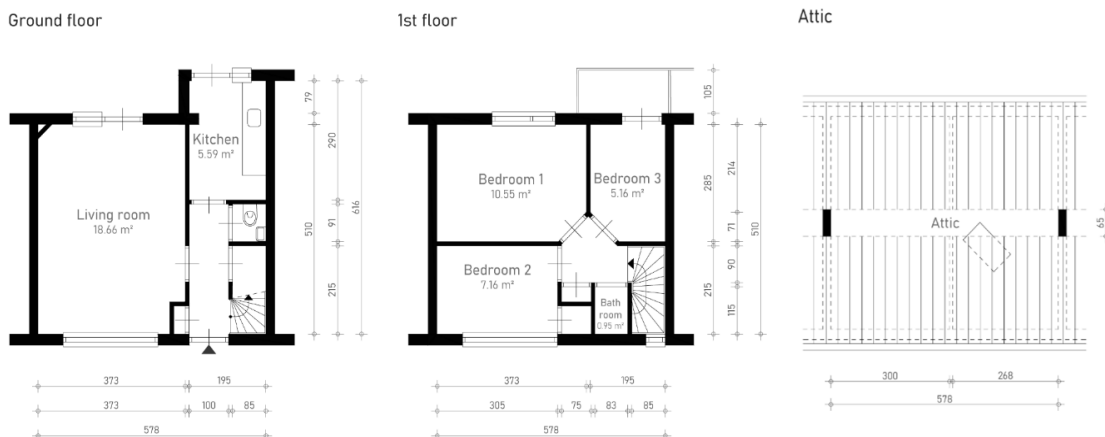 Ground floor
1st floor
Attic
Kitchen
5.59 m²
Living room
18.66 m²
79
290
91
215
510
616
373
195
373
100
85
578
Bedroom 1
10.55 m²
Bedroom 3
5.16 m²
Bedroom 2
7.16 m²
Bath
room
0.95 m²
105
214
285
71
510
90
215
115
373
195
305
75
83
85
578
Attic
65
300
268
578